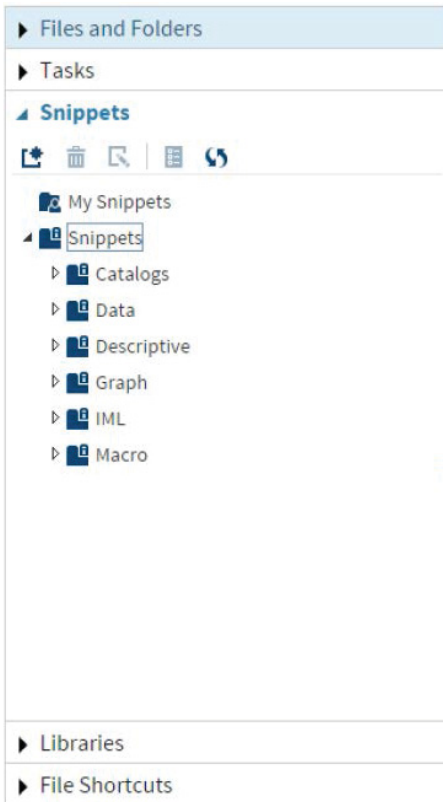 Files and Folders
Tasks
Snippets
My Snippets
Snippets
Catalogs
Data
Descriptive
Graph
IML
Macro
Libraries
File Shortcuts